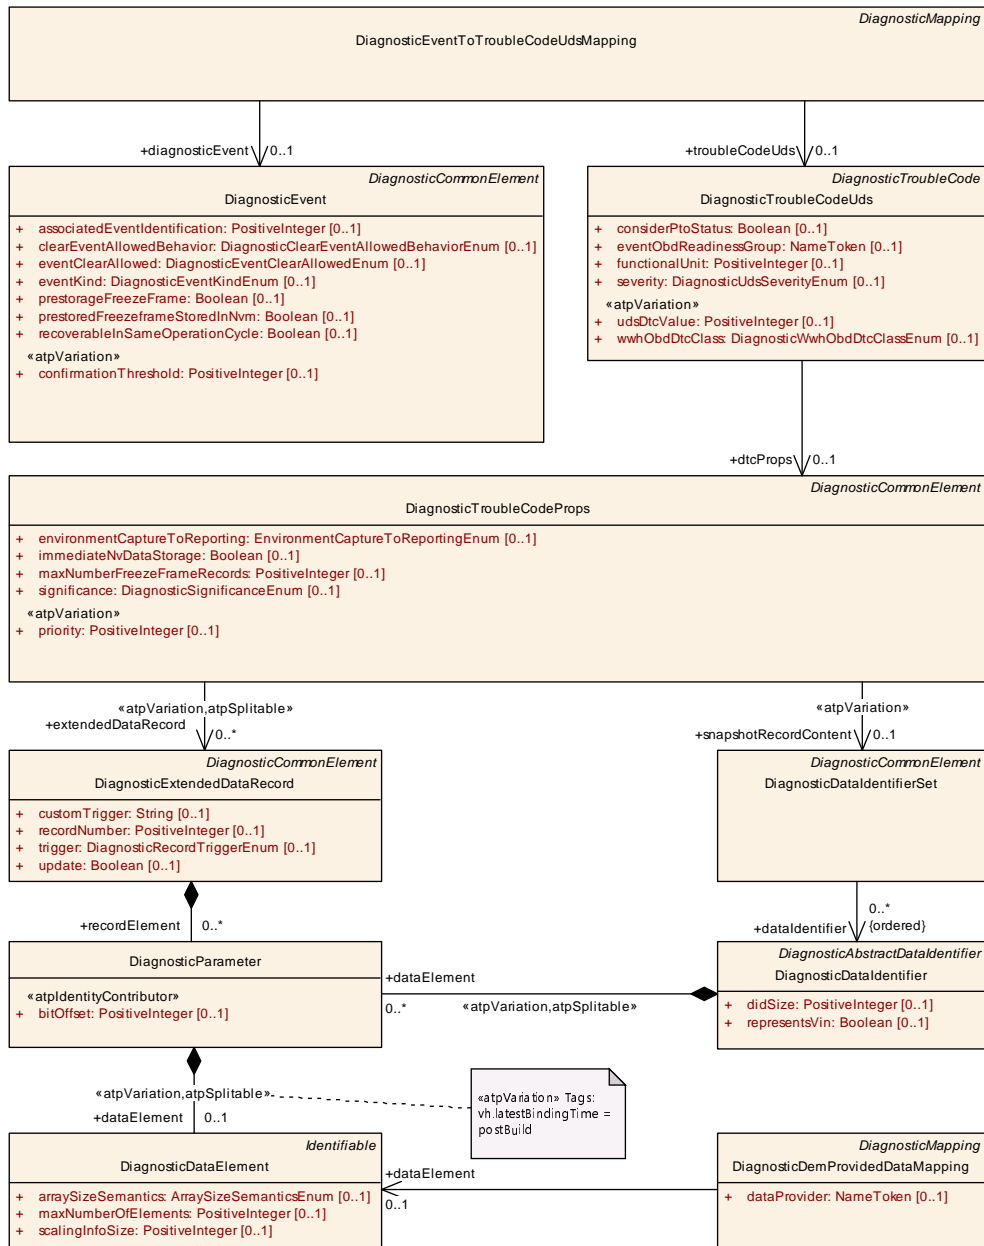 DiagnosticMapping
DiagnosticEventToTroubleCodeUdsMapping
+diagnosticEvent 0..1
+troubleCodeUds 0..1
DiagnosticCommonElement
DiagnosticEvent
+ associatedEventIdentification: PositiveInteger [0..1]
+ clearEventAllowedBehavior: DiagnosticClearEventAllowedBehaviorEnum [0..1]
+ eventClearAllowed: DiagnosticEventClearAllowedEnum [0..1]
+ eventKind: DiagnosticEventKindEnum [0..1]
+ prestorageFreezeFrame: Boolean [0..1]
+ prestoredFreezeframeStoredInNvm: Boolean [0..1]
+ recoverableInSameOperationCycle: Boolean [0..1]
«atpVariation»
+ confirmationThreshold: PositiveInteger [0..1]
DiagnosticTroubleCode
DiagnosticTroubleCodeUds
+ considerPtoStatus: Boolean [0..1]
+ eventObdReadinessGroup: NameToken [0..1]
+ functionalUnit: PositiveInteger [0..1]
+ severity: DiagnosticUdsSeverityEnum [0..1]
«atpVariation»
+ udsDtcValue: PositiveInteger [0..1]
+ wwhObdDtcClass: DiagnosticWwhObdDtcClassEnum [0..1]
+dtcProps 0..1
DiagnosticCommonElement
DiagnosticTroubleCodeProps
+ environmentCaptureToReporting: EnvironmentCaptureToReportingEnum [0..1]
+ immediateNvDataStorage: Boolean [0..1]
+ maxNumberFreezeFrameRecords: PositiveInteger [0..1]
+ significance: DiagnosticSignificanceEnum [0..1]
«atpVariation»
+ priority: PositiveInteger [0..1]
«atpVariation,atpSplitable»
+extendedDataRecord
0..*
«atpVariation»
+snapshotRecordContent 0..1
DiagnosticCommonElement
DiagnosticExtendedDataRecord
+ customTrigger: String [0..1]
+ recordNumber: PositiveInteger [0..1]
+ trigger: DiagnosticRecordTriggerEnum [0..1]
+ update: Boolean [0..1]
DiagnosticCommonElement
DiagnosticDataIdentifierSet
+recordElement 0..*
0..*
+dataIdentifier {ordered}
DiagnosticParameter
«atpIdentityContributor»
+ bitOffset: PositiveInteger [0..1]
+dataElement
0..* «atpVariation,atpSplitable»
DiagnosticAbstractDataIdentifier
DiagnosticDataIdentifier
+ didSize: PositiveInteger [0..1]
+ representsVin: Boolean [0..1]
«atpVariation,atpSplitable»
+dataElement 0..1
«atpVariation» Tags:
vh.latestBindingTime =
postBuild
Identifiable
DiagnosticDataElement
+ arraySizeSemantics: ArraySizeSemanticsEnum [0..1]
+ maxNumberOfElements: PositiveInteger [0..1]
+ scalingInfoSize: PositiveInteger [0..1]
+dataElement
0..1
DiagnosticMapping
DiagnosticDemProvidedDataMapping
+ dataProvider: NameToken [0..1]